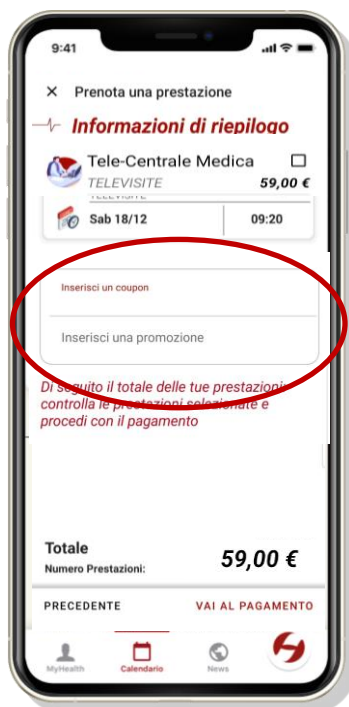 9:41
× Prenota una prestazione
Informazioni di riepilogo
Tele-Centrale Medica
TELEVISITE 59,00 €
TELEVISITE
Sab 18/12 09:20
Inserisci un coupon
Inserisci una promozione
Di seguito il totale delle tue prestazioni,
controlla le prestazioni selezionate e
procedi con il pagamento
Totale
59,00 €
Numero Prestazioni:
PRECEDENTE VAI AL PAGAMENTO
MyHealth Calendario News